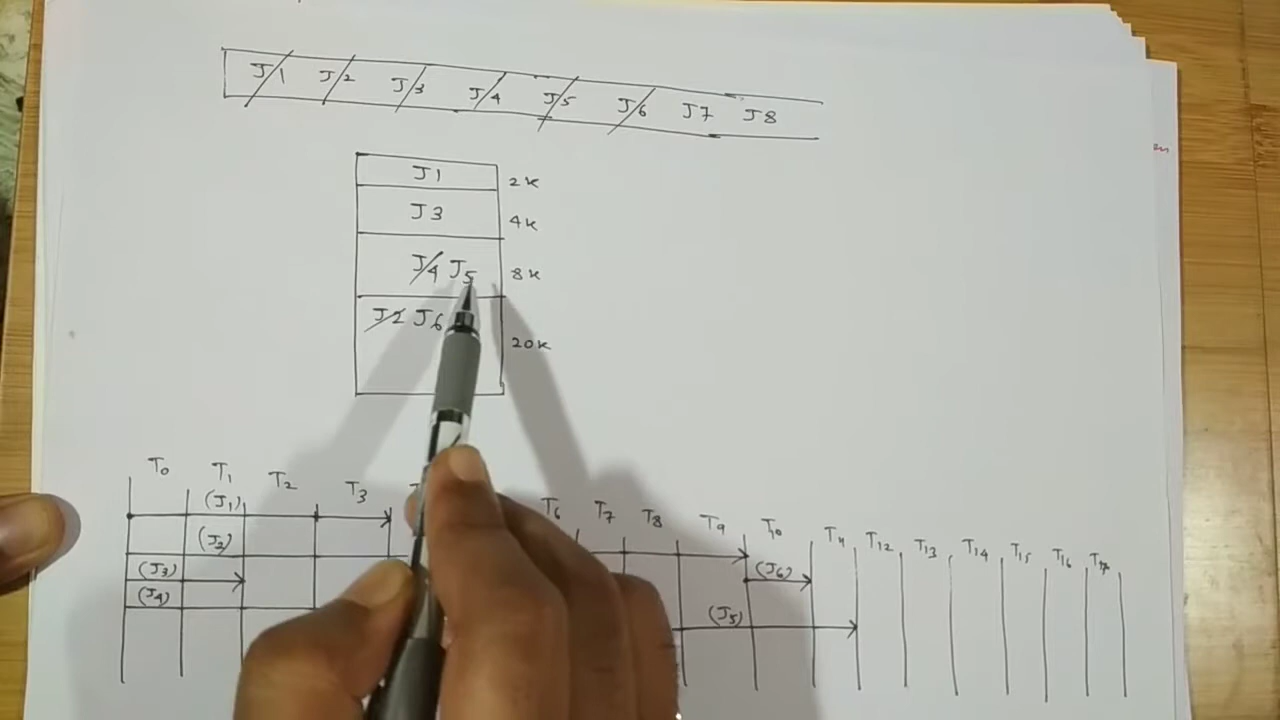 J1 J2 J3 J4 J5 J6 J7 J8
J1 2K
J3 4K
J4 J5 8K
J2 J6 20K
T0 T1 T2 T3 T6 T7 T8 T9 T10 T11 T12 T13 T14 T15 T16 T17
(J1)
(J2)
(J3) (J6)
(J4)
(J5)